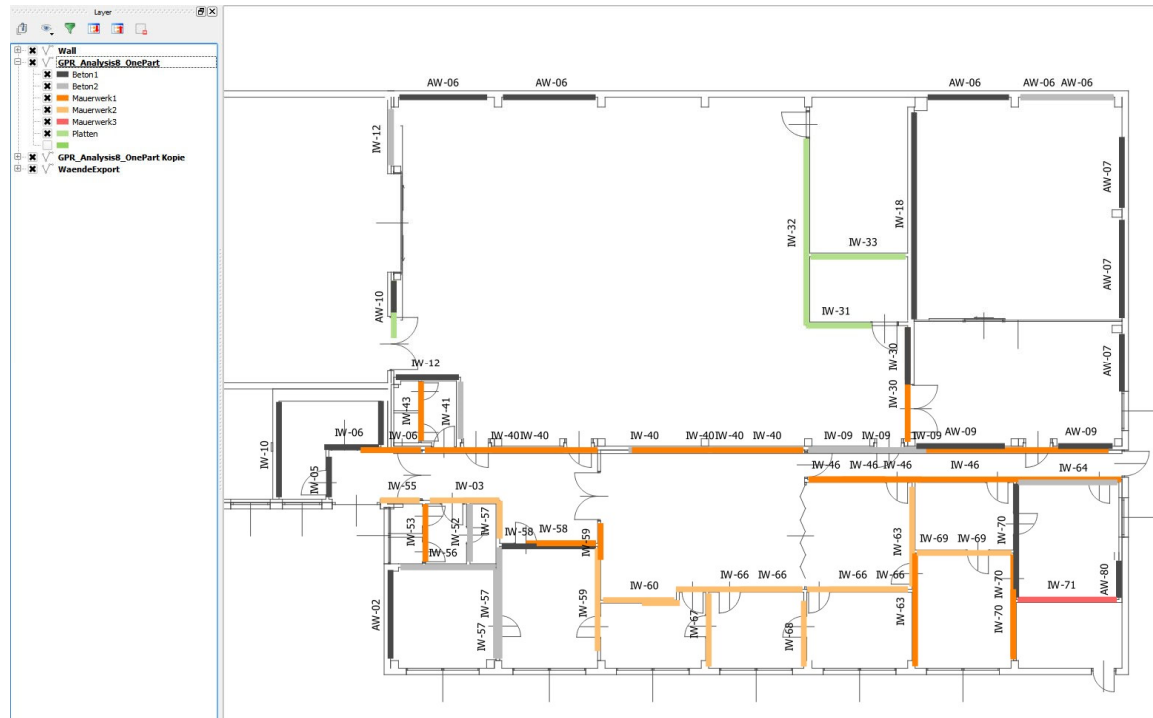 Layer
Wall
GPR_Analysis8_OnePart
Beton1
Beton2
Mauerwerk1
Mauerwerk2
Mauerwerk3
Platten
GPR_Analysis8_OnePart Kopie
WaendeExport
AW-06 AW-06 AW-06 AW-06 AW-06
IW-12
AW-07
IW-32
IW-18
IW-33
AW-07
AW-10
IW-31
IW-12
IW-30
AW-07
IW-43
IW-41
IW-30
IW-10
IW-06 IW-06 IW-40 IW-40 IW-40 IW-40 IW-40 IW-40 IW-09 IW-09 IW-09 AW-09 AW-09
IW-05
IW-46 IW-46 IW-46 IW-46 IW-64
IW-55 IW-03
IW-53
IW-52
IW-57
IW-58 IW-58
IW-59
IW-63
IW-70
IW-56
IW-69 IW-69
IW-66 IW-66 IW-66 IW-66
IW-70
AW-80
AW-02
IW-57
IW-57
IW-59
IW-60
IW-67
IW-68
IW-63
IW-70
IW-71